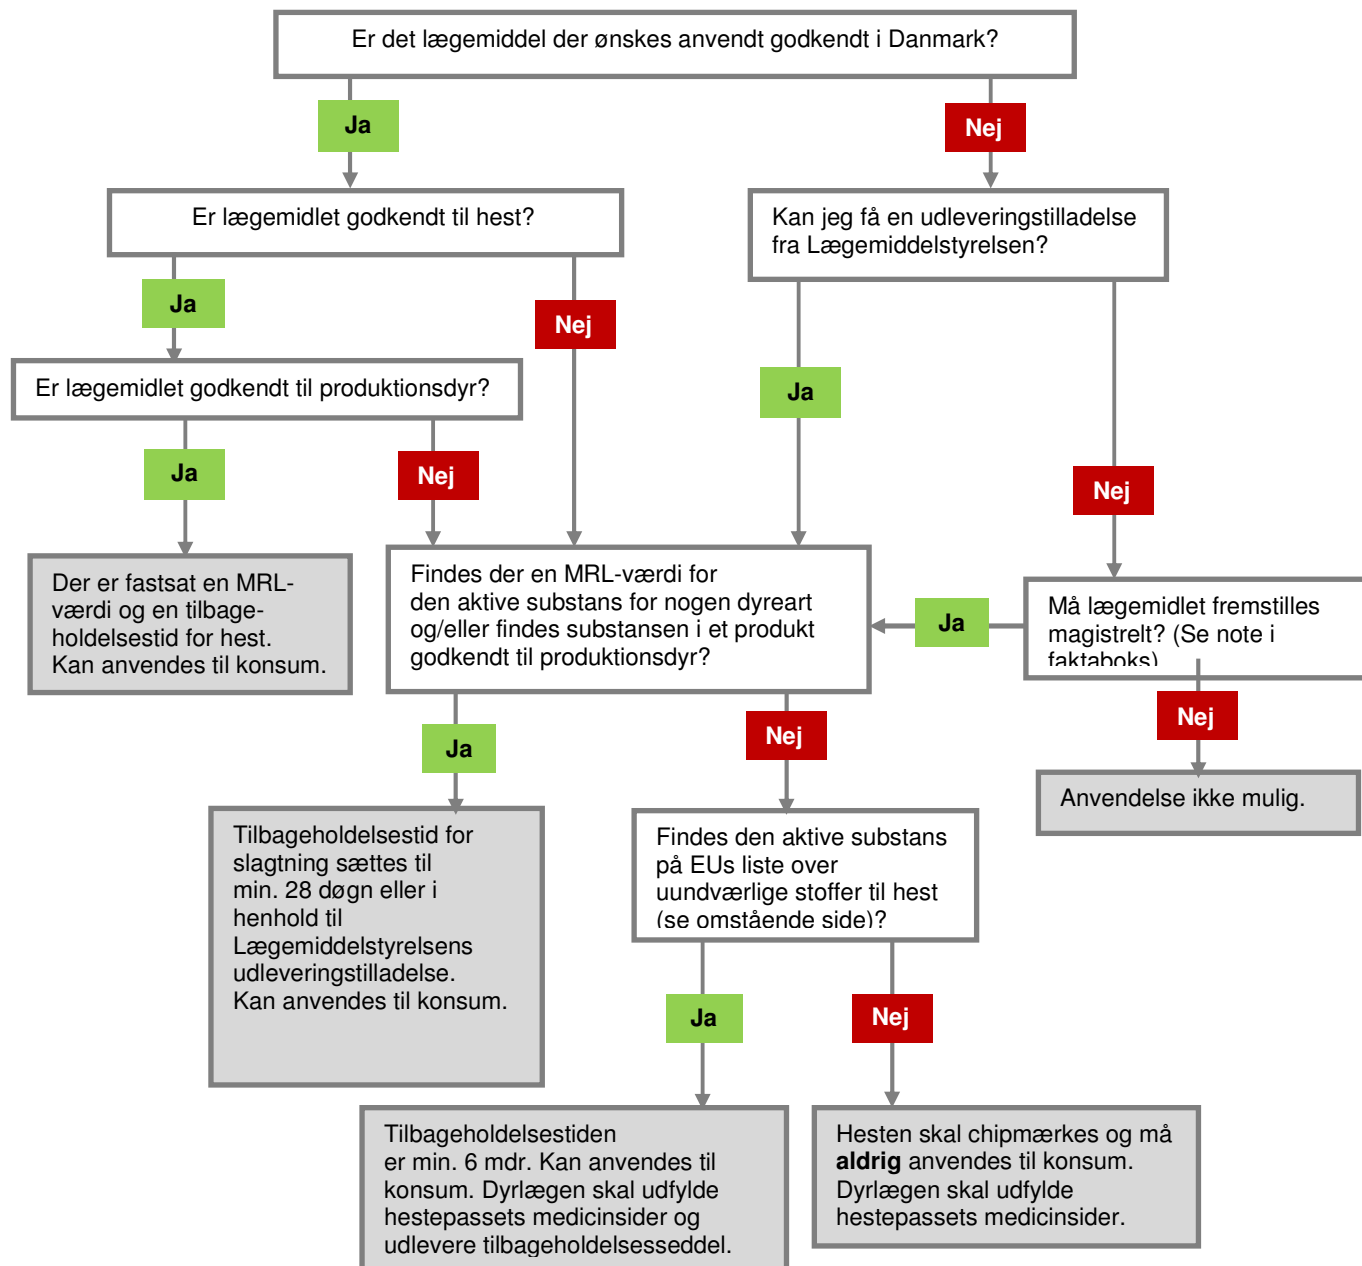 Er det lægemiddel der ønskes anvendt godkendt i Danmark?
Ja
Nej
Er lægemidlet godkendt til hest?
Kan jeg få en udleveringstilladelse
fra Lægemiddelstyrelsen?
Ja
Nej
Er lægemidlet godkendt til produktionsdyr?
Ja
Ja
Nej
Nej
Der er fastsat en MRL-
værdi og en tilbage-
holdelsestid for hest.
Kan anvendes til konsum.
Findes der en MRL-værdi for
den aktive substans for nogen dyreart
og/eller findes substansen i et produkt
godkendt til produktionsdyr?
Ja
Må lægemidlet fremstilles
magistrelt? (Se note i
faktaboks)
Ja
Nej
Nej
Anvendelse ikke mulig.
Tilbageholdelsestid for
slagtning sættes til
min. 28 døgn eller i
henhold til
Lægemiddelstyrelsens
udleveringstilladelse.
Kan anvendes til konsum.
Findes den aktive substans
på EUs liste over
uundværlige stoffer til hest
(se omstående side)?
Ja
Nej
Tilbageholdelsestiden
er min. 6 mdr. Kan anvendes til
konsum. Dyrlægen skal udfylde
hestepassets medicinsider og
udlevere tilbageholdelsesseddel.
Hesten skal chipmærkes og må
aldrig anvendes til konsum.
Dyrlægen skal udfylde
hestepassets medicinsider.